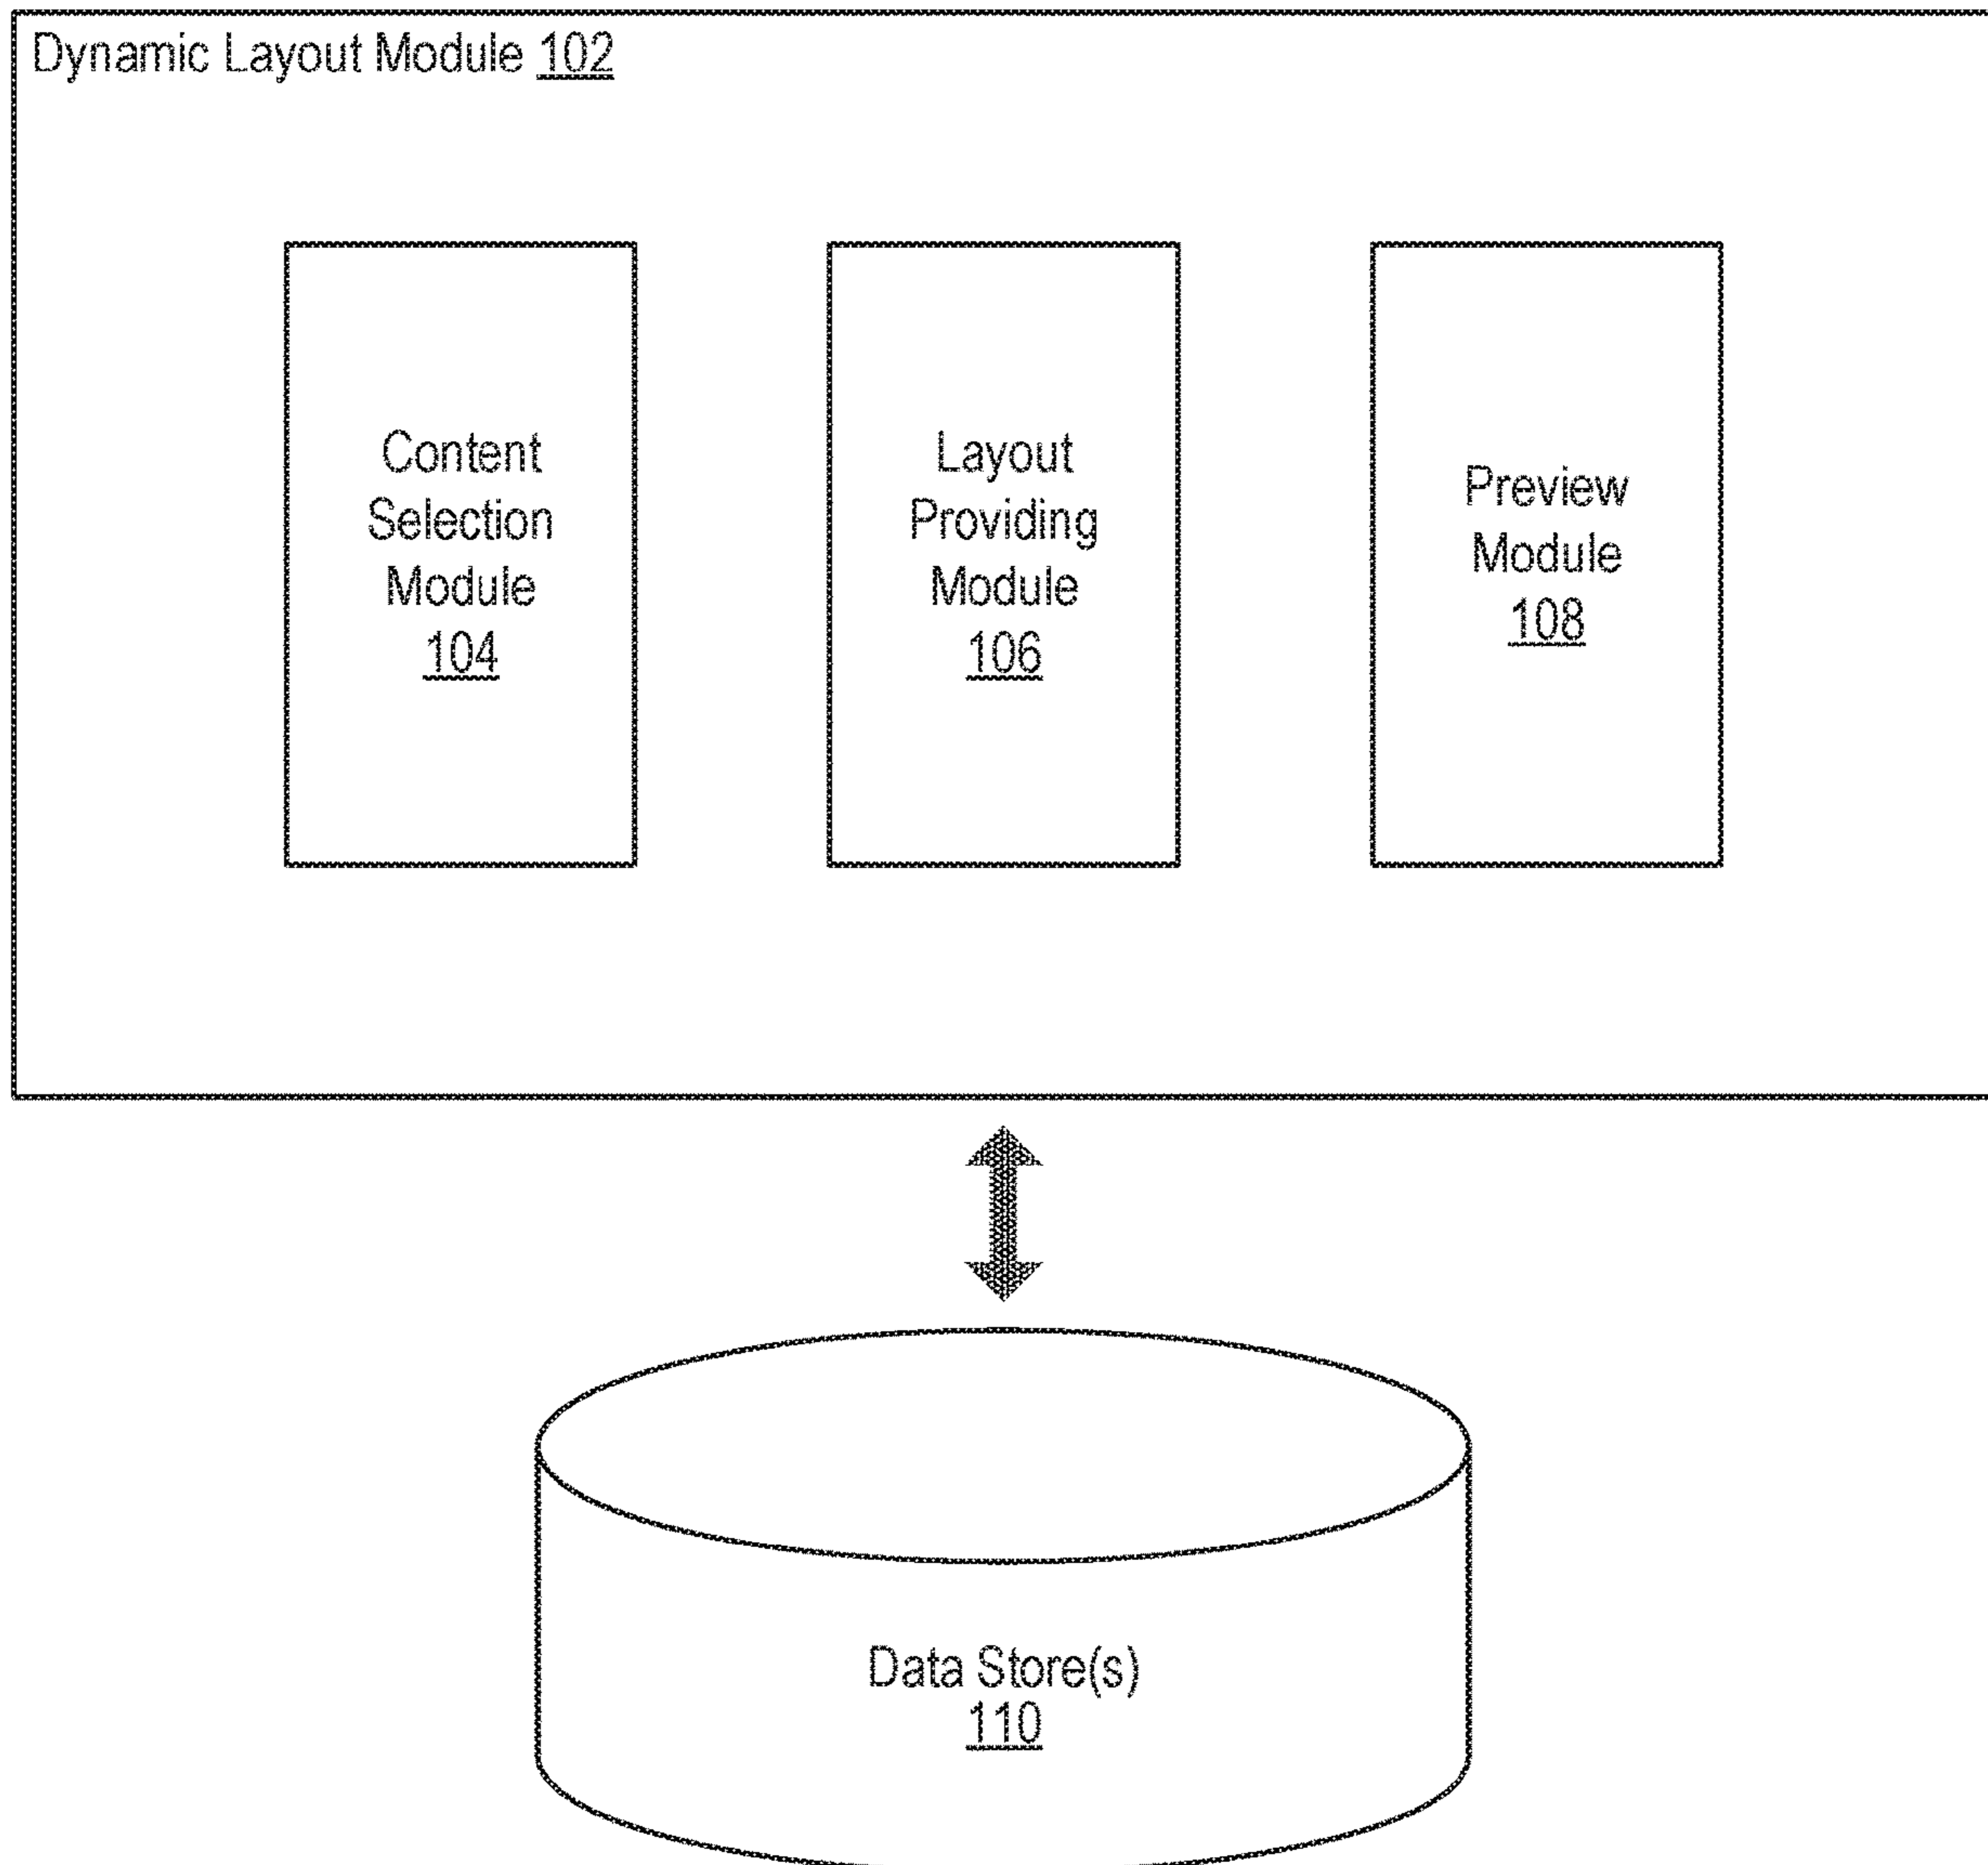 Dynamic Layout Module 102
Content
Selection
Module
104
Layout
Providing
Module
106
Preview
Module
108
Data Store(s)
110